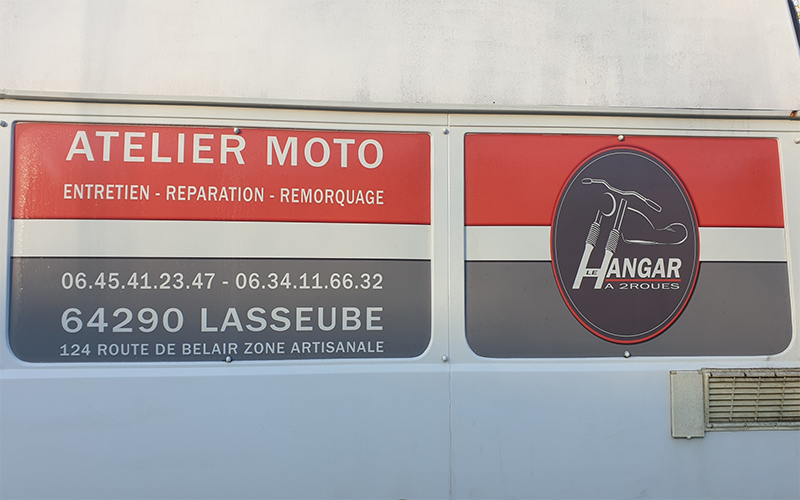 ATELIER MOTO
ENTRETIEN - REPARATION - REMORQUAGE
06.45.41.23.47 - 06.34.11.66.32
64290 LASSEUBE
124 ROUTE DE BELAIR ZONE ARTISANALE
LE HANGAR
A 2ROUES